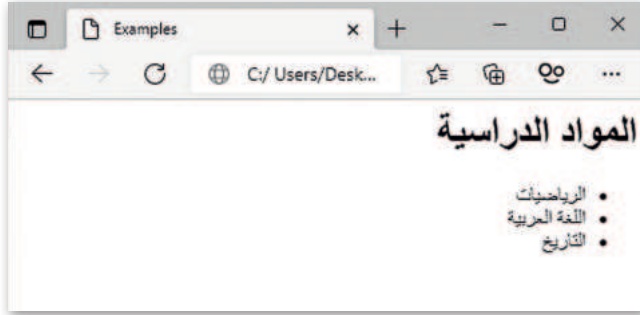 Examples
C:/ Users/Desk...
المواد الدراسية
• الرياضيات
• اللغة العربية
• التاريخ